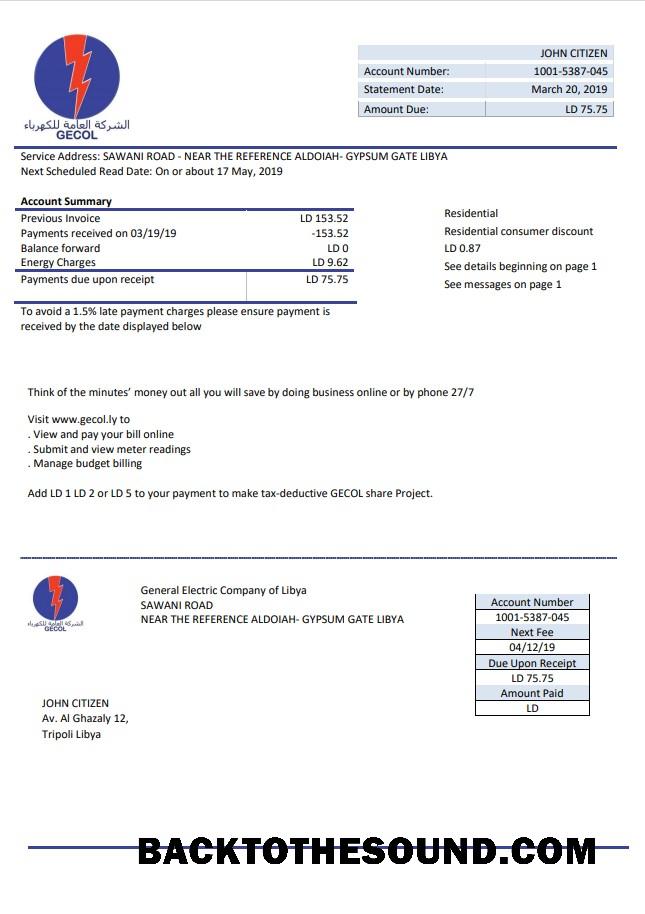 JOHN CITIZEN
Account Number: 1001-5387-045
Statement Date: March 20, 2019
Amount Due: LD 75.75
الشركة العامة للكهرباء
GECOL
Service Address: SAWANI ROAD - NEAR THE REFERENCE ALDOIAH- GYPSUM GATE LIBYA
Next Scheduled Read Date: On or about 17 May, 2019
Account Summary
Previous Invoice LD 153.52
Payments received on 03/19/19 -153.52
Balance forward LD 0
Energy Charges LD 9.62
Payments due upon receipt LD 75.75
To avoid a 1.5% late payment charges please ensure payment is
received by the date displayed below
Residential
Residential consumer discount
LD 0.87
See details beginning on page 1
See messages on page 1
Think of the minutes’ money out all you will save by doing business online or by phone 27/7
Visit www.gecol.ly to
. View and pay your bill online
. Submit and view meter readings
. Manage budget billing
Add LD 1 LD 2 or LD 5 to your payment to make tax-deductive GECOL share Project.
الشركة العامة للكهرباء
GECOL
General Electric Company of Libya
SAWANI ROAD
NEAR THE REFERENCE ALDOIAH- GYPSUM GATE LIBYA
Account Number
1001-5387-045
Next Fee
04/12/19
Due Upon Receipt
LD 75.75
Amount Paid
LD
JOHN CITIZEN
Av. Al Ghazaly 12,
Tripoli Libya
BACKTOTHESOUND.COM